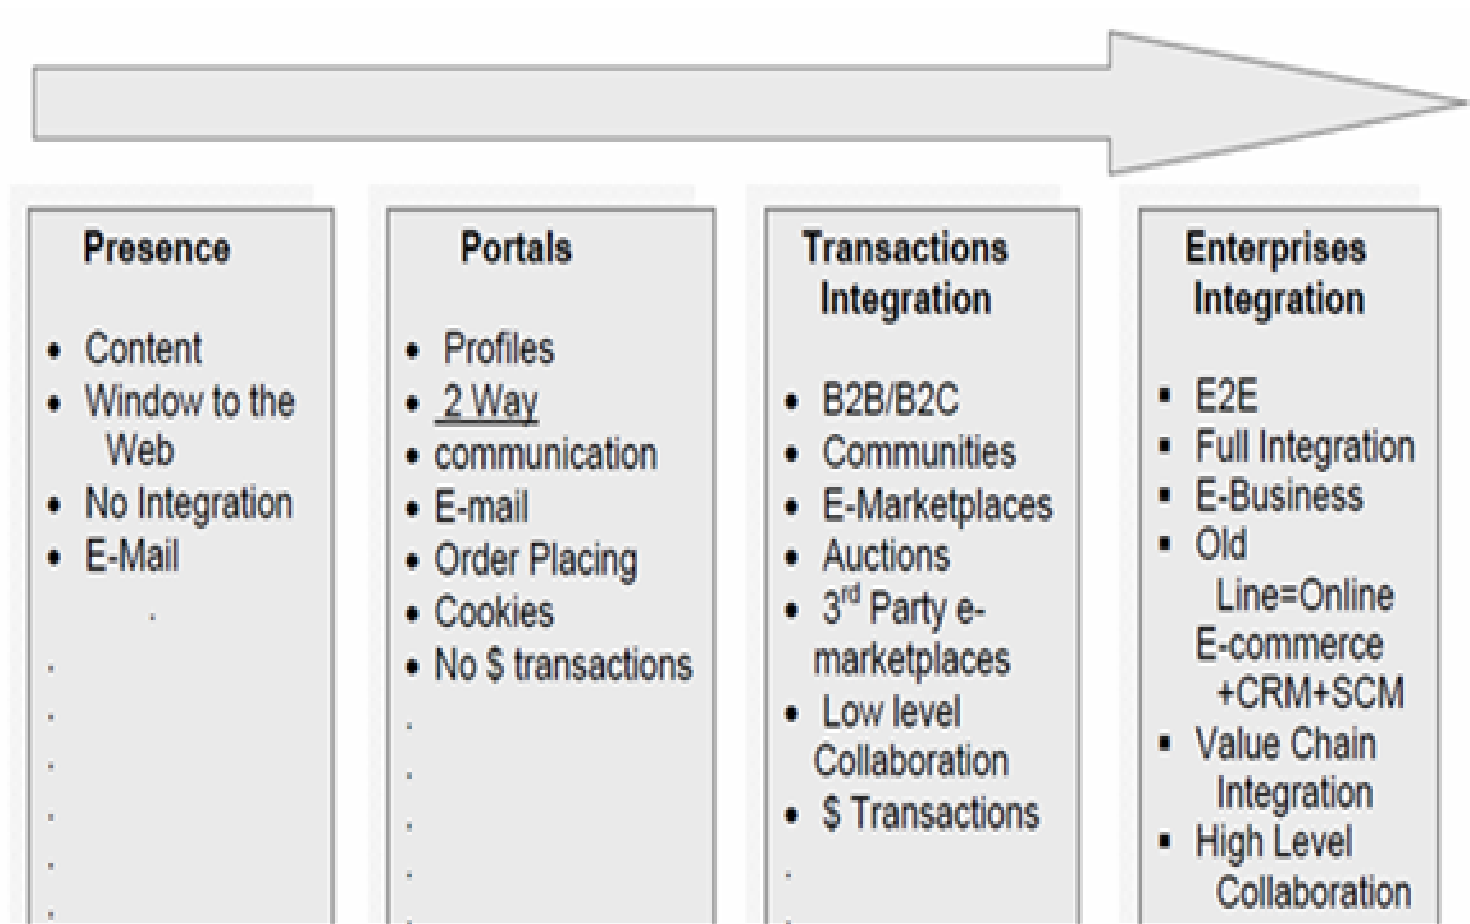 Presence
• Content
• Window to the
Web
• No Integration
• E-Mail
Portals
• Profiles
• 2 Way
• communication
• E-mail
• Order Placing
• Cookies
• No $ transactions
Transactions
Integration
• B2B/B2C
• Communities
• E-Marketplaces
• Auctions
• 3rd Party e-
marketplaces
• Low level
Collaboration
• $ Transactions
Enterprises
Integration
▪ E2E
▪ Full Integration
▪ E-Business
▪ Old
Line=Online
E-commerce
+CRM+SCM
▪ Value Chain
Integration
▪ High Level
Collaboration